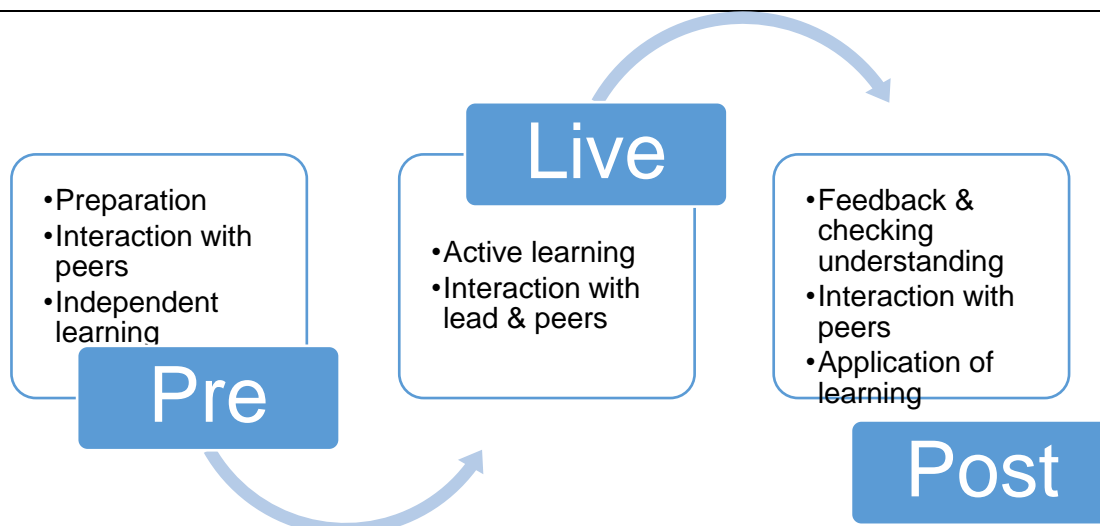 •Preparation
•Interaction with
peers
•Independent
learning
Pre
Live
•Active learning
•Interaction with
lead & peers
•Feedback &
checking
understanding
•Interaction with
peers
•Application of
learning
Post